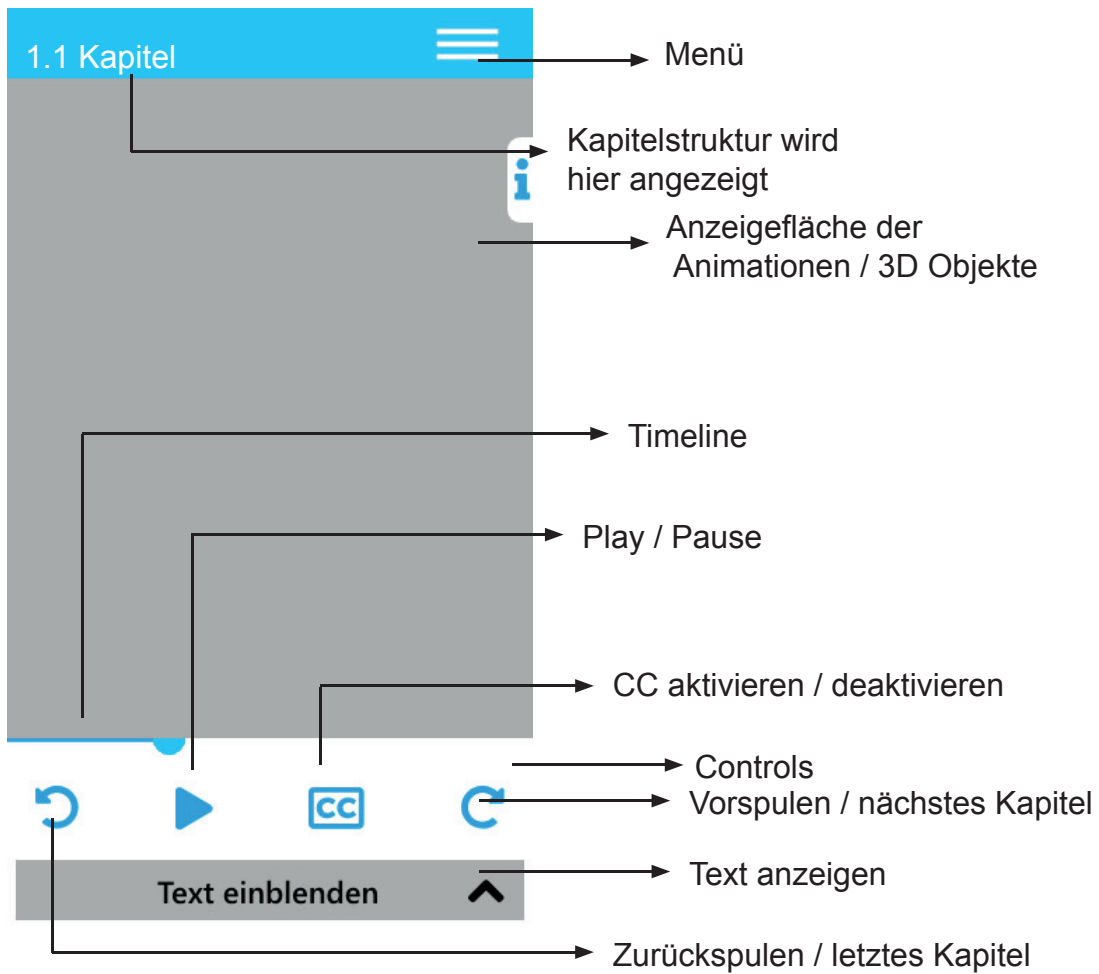 1.1 Kapitel
Menü
Kapitelstruktur wird
hier angezeigt
i
Anzeigefläche der
Animationen / 3D Objekte
Timeline
Play / Pause
CC aktivieren / deaktivieren
Controls
CC
Vorspulen / nächstes Kapitel
Text einblenden
Text anzeigen
Zurückspulen / letztes Kapitel